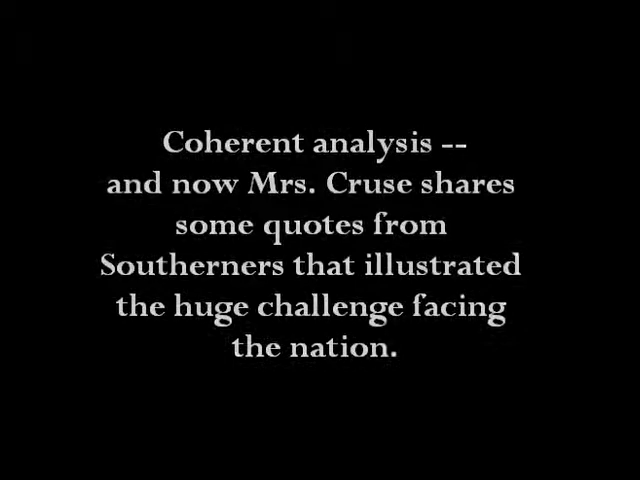 Coherent analysis --
and now Mrs. Cruse shares
some quotes from
Southerners that illustrated
the huge challenge facing
the nation.